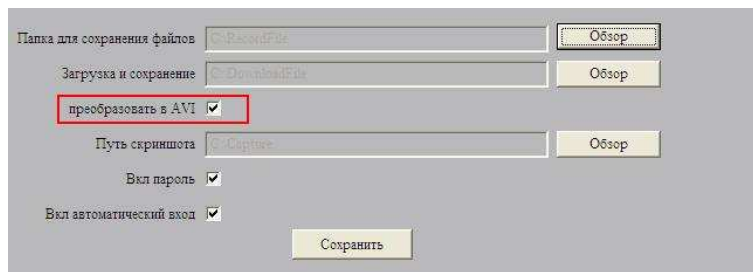 Папка для сохранения файлов C:\RecordFile Обзор
Загрузка и сохранение C:\DownloadFile Обзор
преобразовать в AVI
Путь скриншота C:\Capture Обзор
Вкл пароль
Вкл автоматический вход
Сохранить